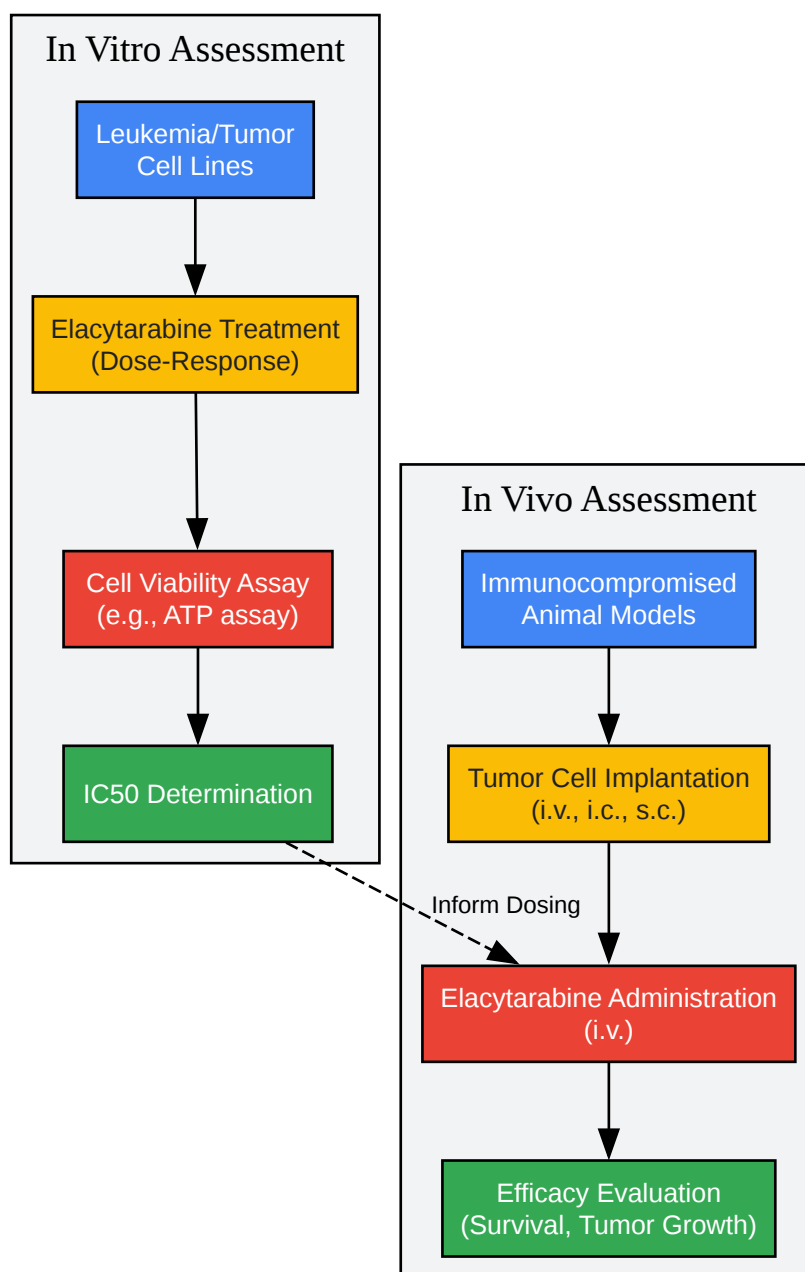 In Vitro Assessment
Leukemia/Tumor
Cell Lines
Elacytarabine Treatment
(Dose-Response)
Cell Viability Assay
(e.g., ATP assay)
IC50 Determination
In Vivo Assessment
Immunocompromised
Animal Models
Tumor Cell Implantation
(i.v., i.c., s.c.)
Inform Dosing
Elacytarabine Administration
(i.v.)
Efficacy Evaluation
(Survival, Tumor Growth)